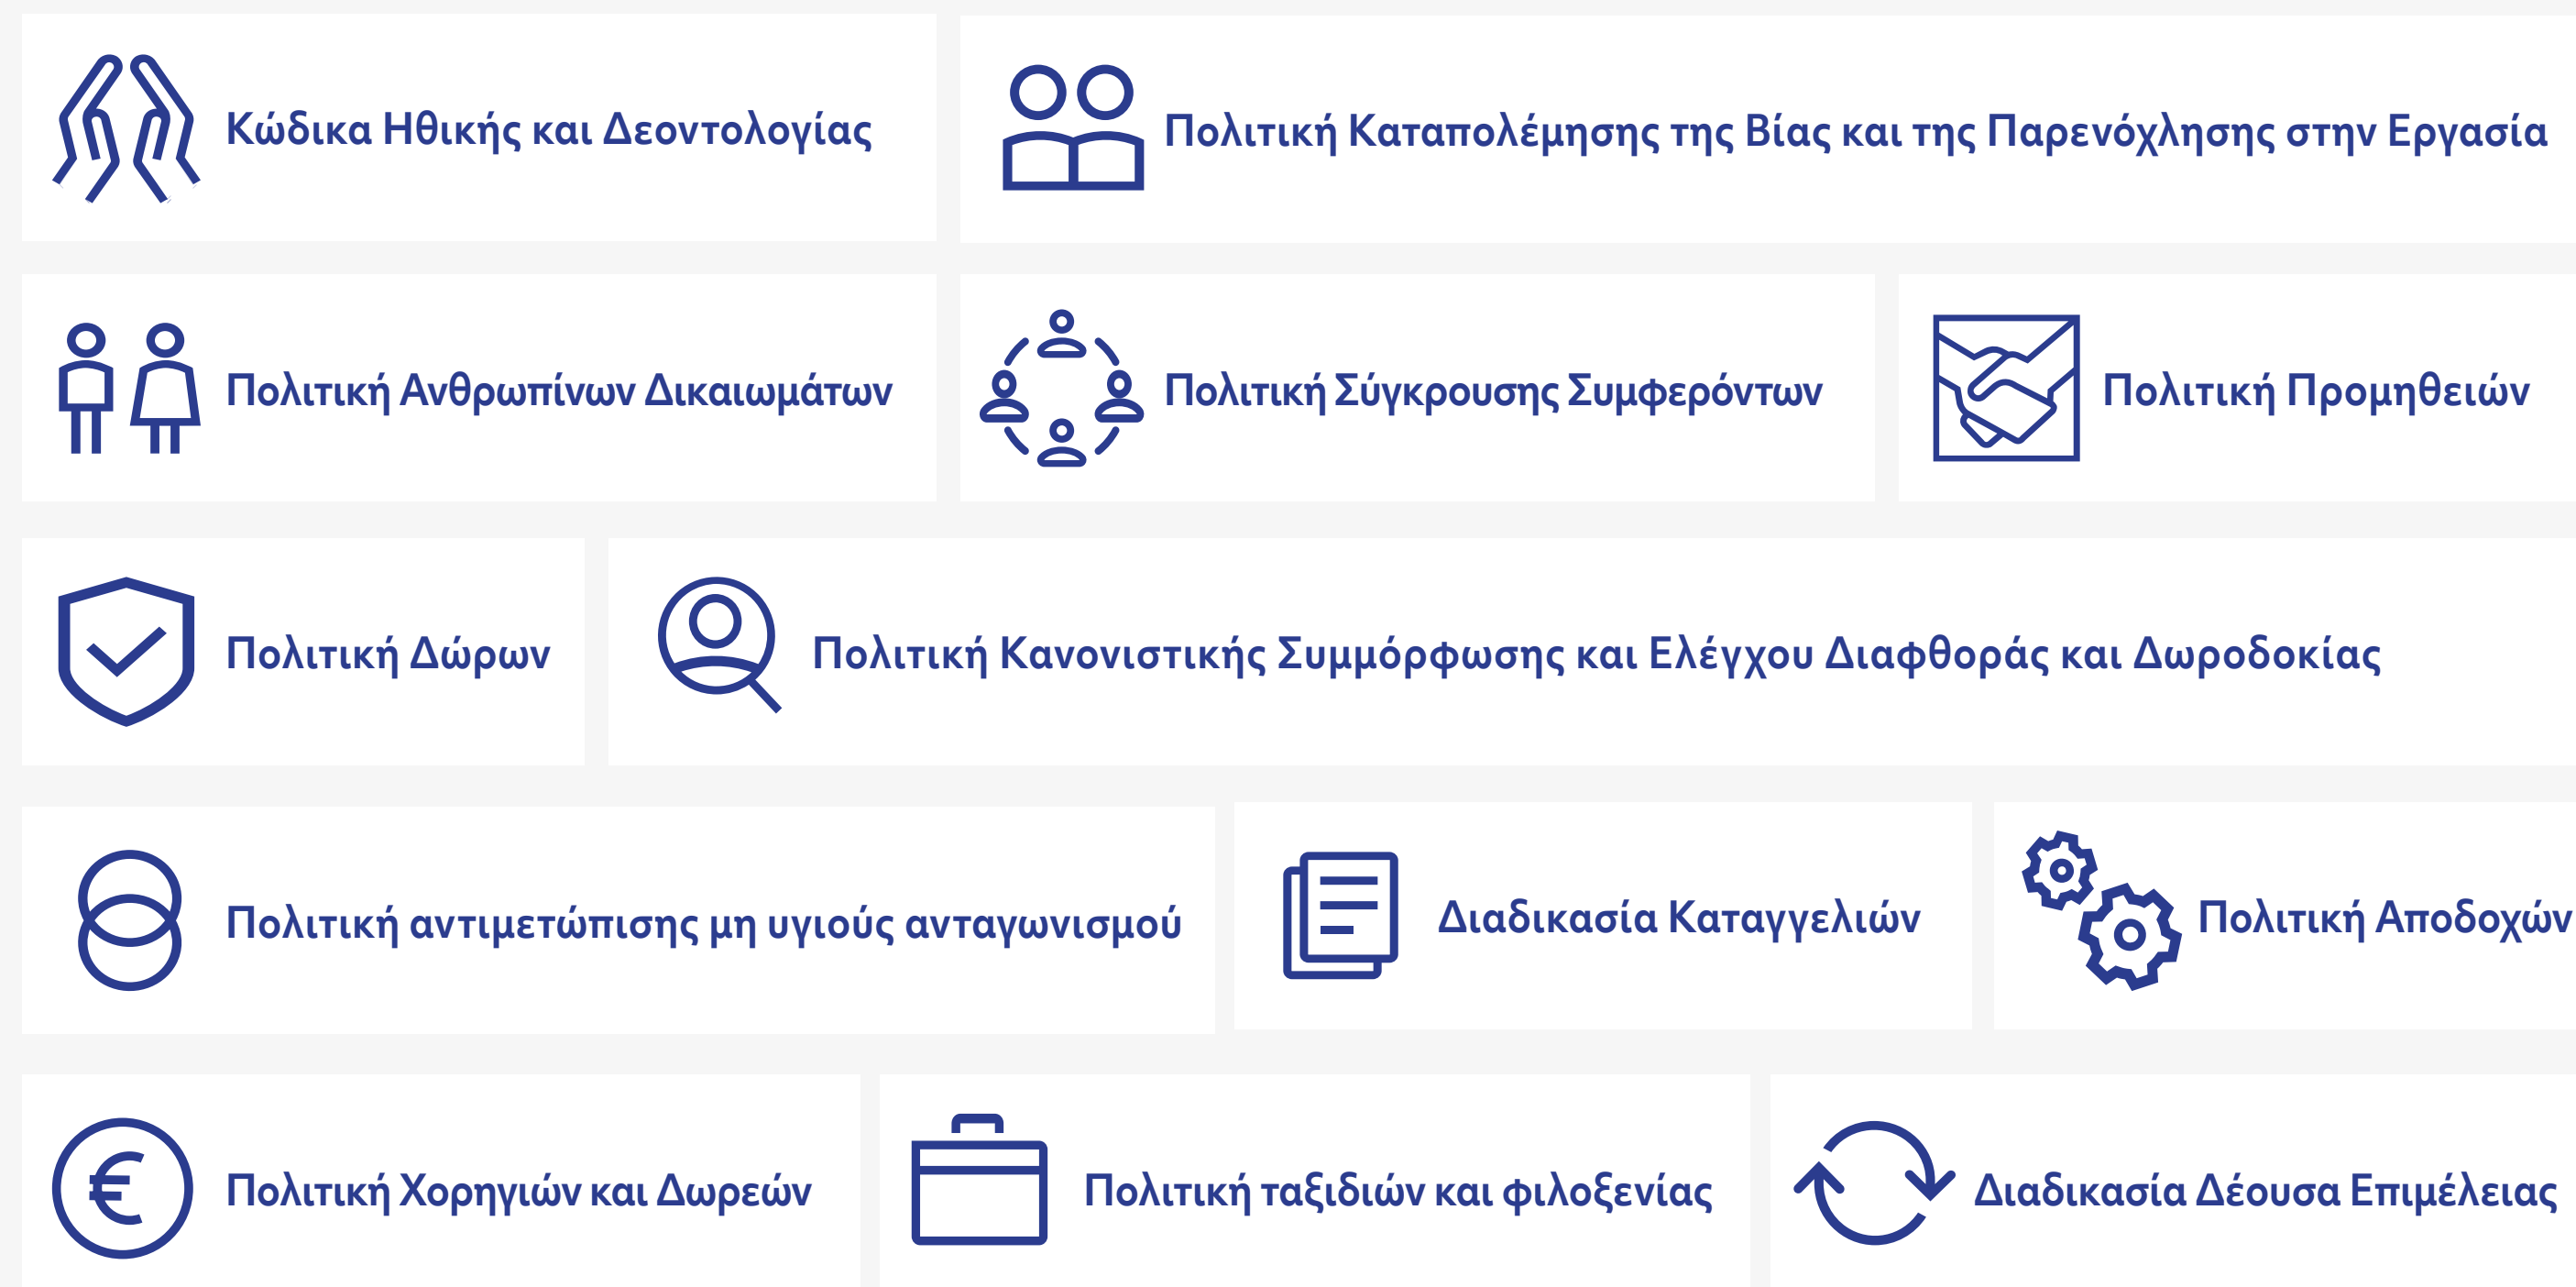 Κώδικα Ηθικής και Δεοντολογίας
Πολιτική Καταπολέμησης της Βίας και της Παρενόχλησης στην Εργασία
Πολιτική Ανθρωπίνων Δικαιωμάτων
Πολιτική Σύγκρουσης Συμφερόντων
Πολιτική Προμηθειών
Πολιτική Δώρων
Πολιτική Κανονιστικής Συμμόρφωσης και Ελέγχου Διαφθοράς και Δωροδοκίας
Πολιτική αντιμετώπισης μη υγιούς ανταγωνισμού
Διαδικασία Καταγγελιών
Πολιτική Αποδοχών
€
Πολιτική Χορηγιών και Δωρεών
Πολιτική ταξιδιών και φιλοξενίας
Διαδικασία Δέουσα Επιμέλειας